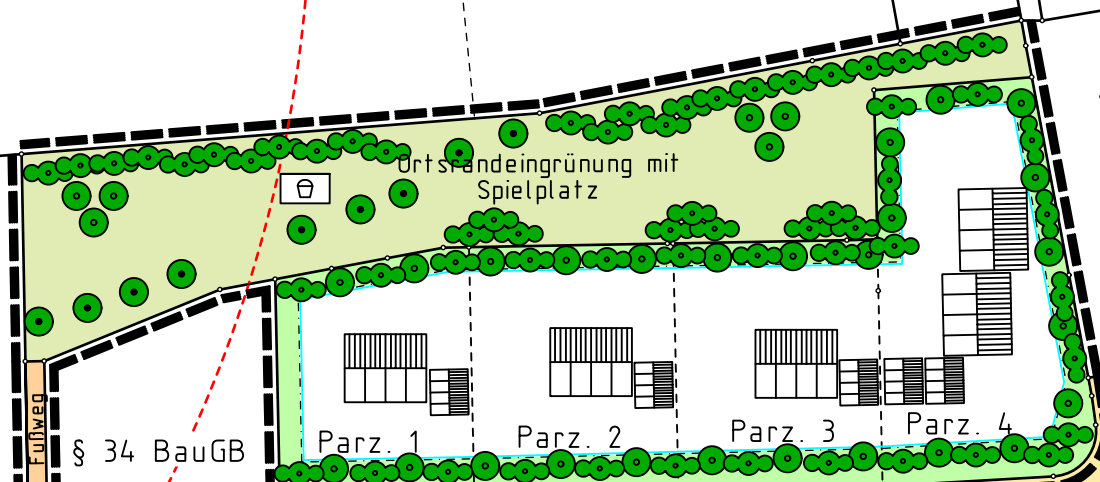 Ortsrandeingrünung mit
Spielplatz
Fußweg
§ 34 BauGB
Parz. 1
Parz. 2
Parz. 3
Parz. 4